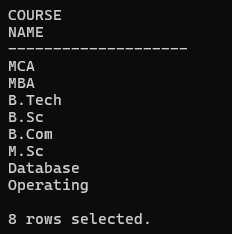 COURSE
NAME
--------------------
MCA
MBA
B.Tech
B.Sc
B.Com
M.Sc
Database
Operating
8 rows selected.